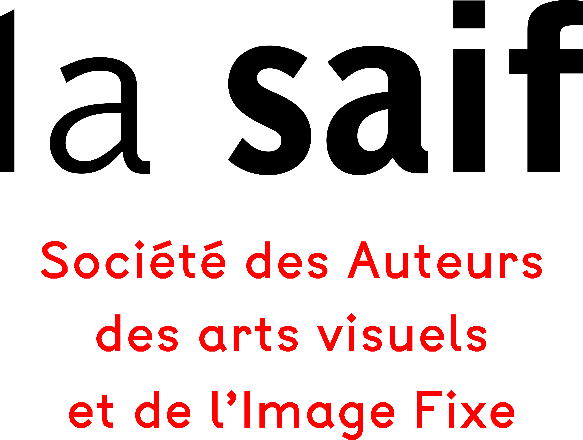 la saif
Société des Auteurs
des arts visuels
et de l'Image Fixe